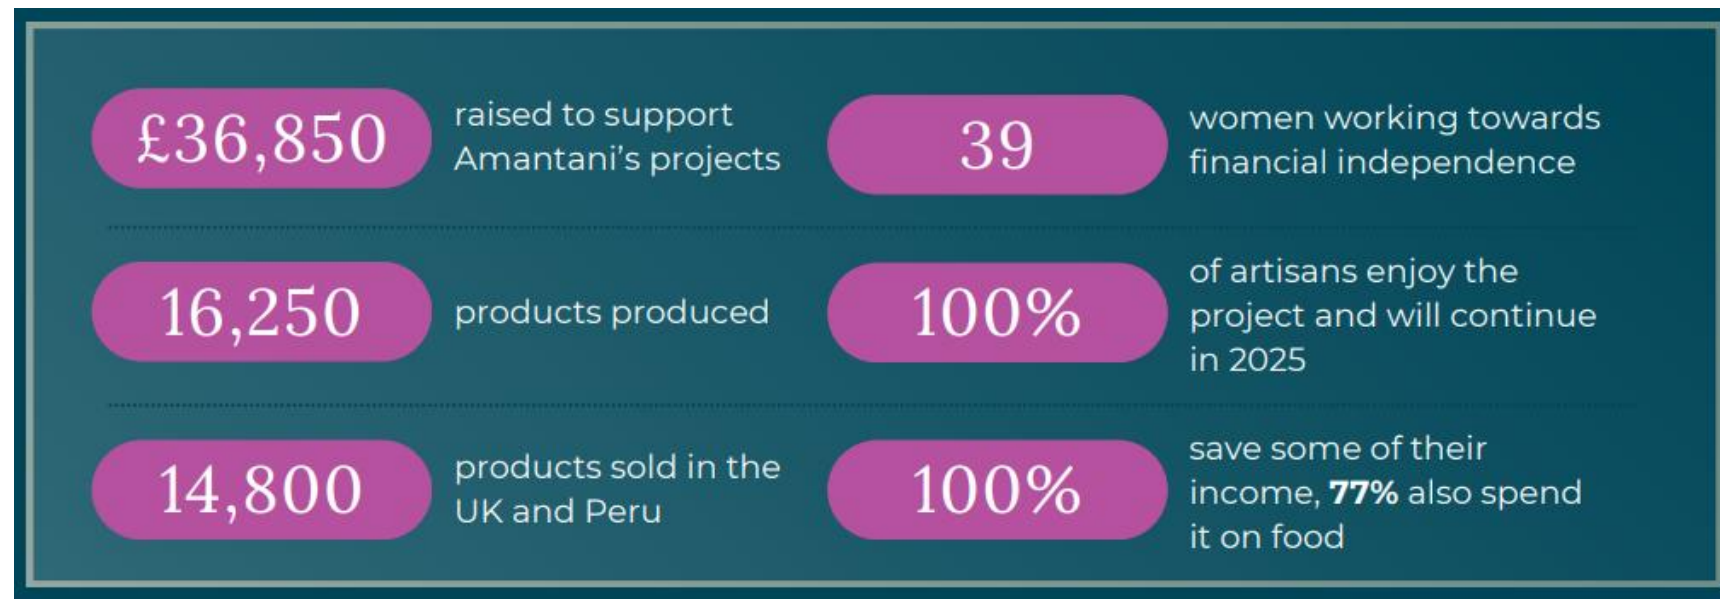 £36,850
raised to support
Amantani’s projects
39
women working towards
financial independence
16,250
products produced
100%
of artisans enjoy the
project and will continue
in 2025
14,800
products sold in the
UK and Peru
100%
save some of their
income, 77% also spend
it on food